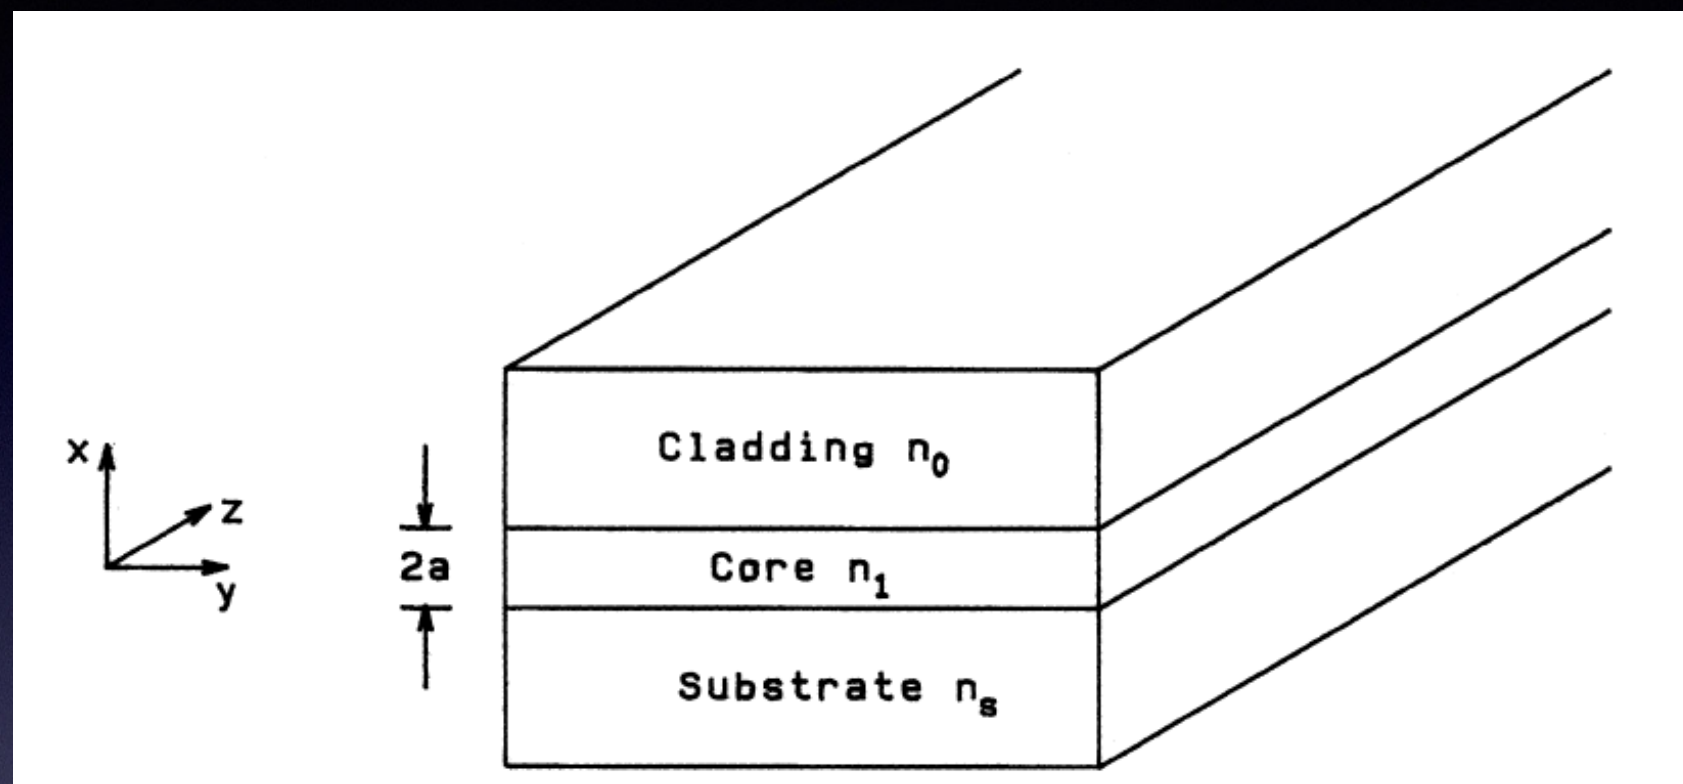 Cladding n₀
x
z
2a
Core n₁
y
Substrate nₛ